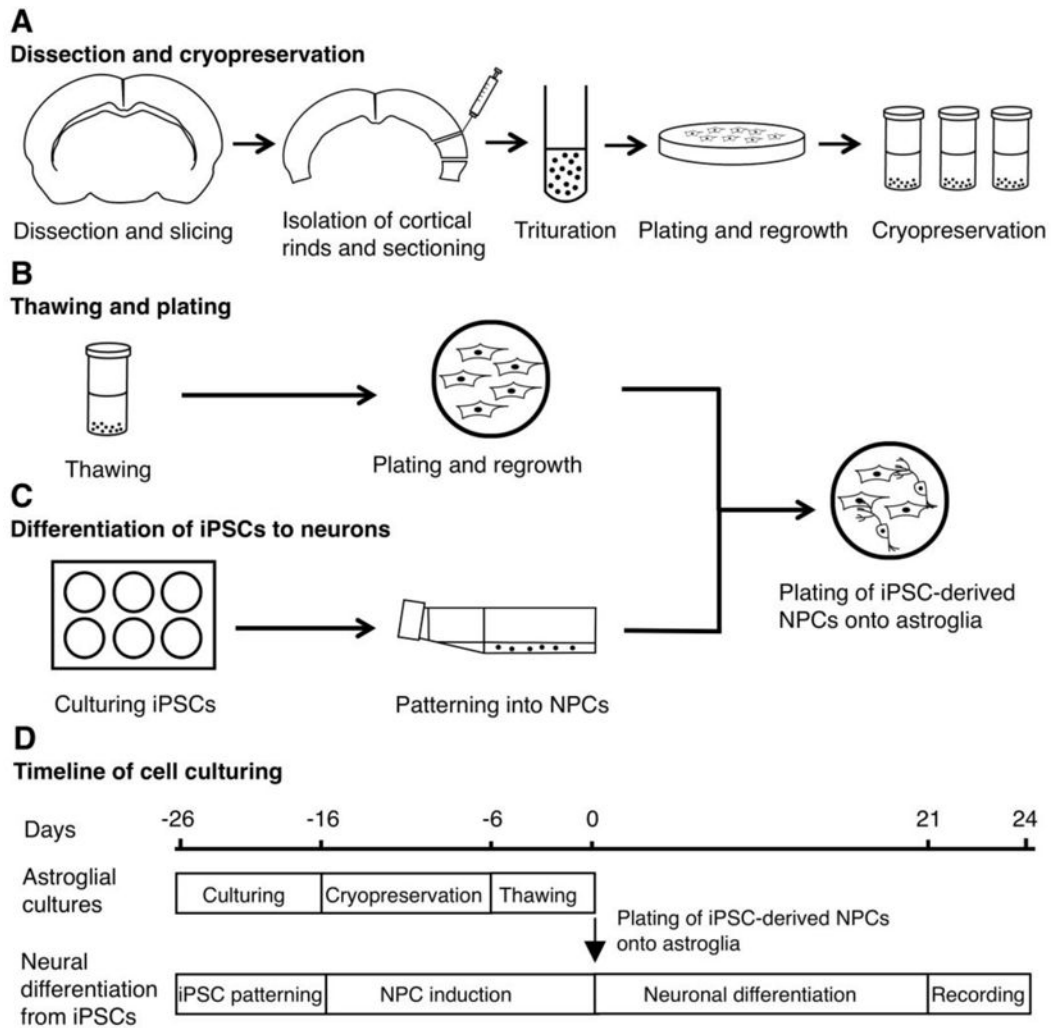 A
Dissection and cryopreservation
Dissection and slicing
Isolation of cortical
rinds and sectioning
Trituration
Plating and regrowth
Cryopreservation
B
Thawing and plating
Thawing
Plating and regrowth
C
Differentiation of iPSCs to neurons
Culturing iPSCs
Patterning into NPCs
Plating of iPSC-derived
NPCs onto astroglia
D
Timeline of cell culturing
Days -26 -16 -6 0 21 24
Astroglial
cultures
Culturing Cryopreservation Thawing
Plating of iPSC-derived NPCs
onto astroglia
Neural
differentiation
from iPSCs
iPSC patterning NPC induction Neuronal differentiation Recording